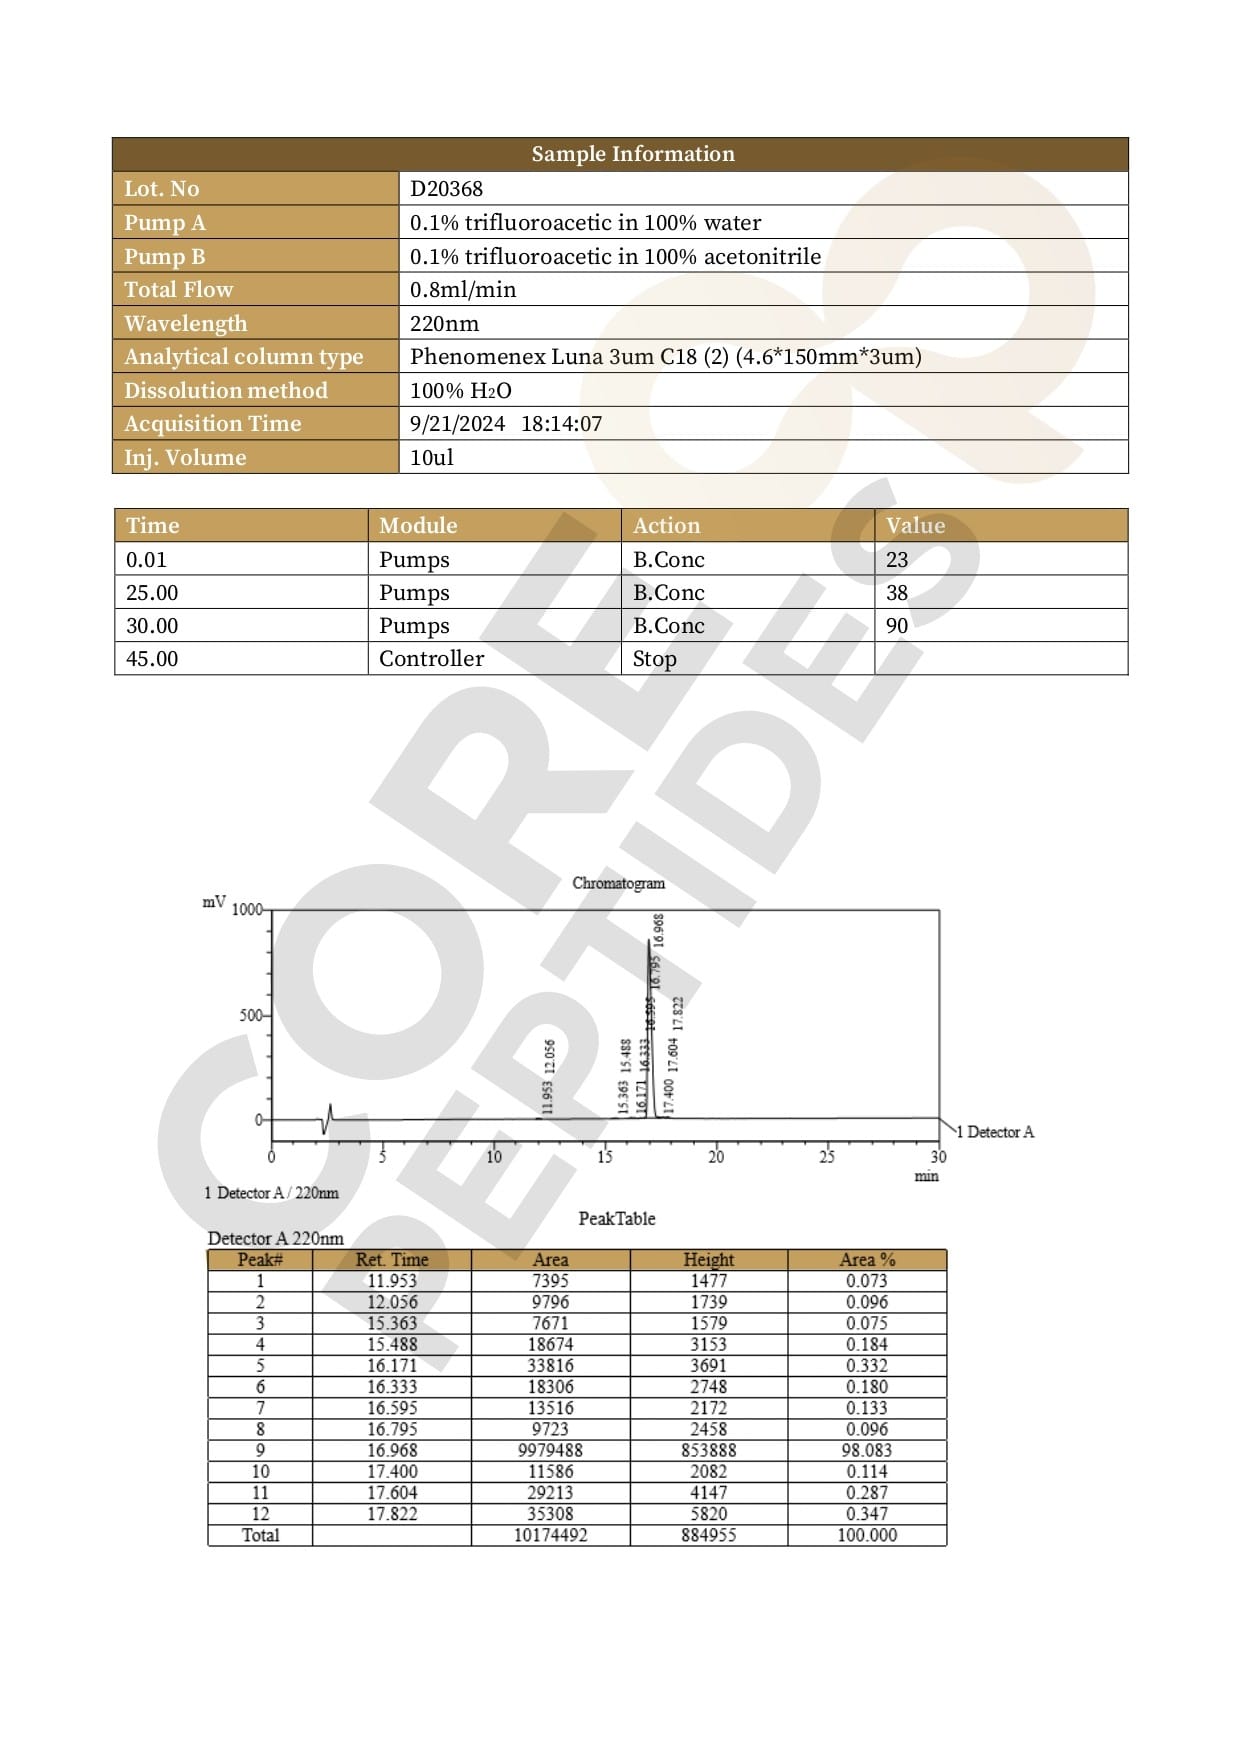 Sample Information
Lot. No D20368
Pump A 0.1% trifluoroacetic in 100% water
Pump B 0.1% trifluoroacetic in 100% acetonitrile
Total Flow 0.8ml/min
Wavelength 220nm
Analytical column type Phenomenex Luna 3um C18 (2) (4.6*150mm*3um)
Dissolution method 100% H₂O
Acquisition Time 9/21/2024 18:14:07
Inj. Volume 10ul
Time Module Action Value
0.01 Pumps B.Conc 23
25.00 Pumps B.Conc 38
30.00 Pumps B.Conc 90
45.00 Controller Stop
CORE
PEPTIDES
Chromatogram
mV
1000
500
0
11.953 12.056
15.363 15.488
16.171 16.333 16.595 16.795 16.968
17.400 17.604 17.822
1 Detector A
0 5 10 15 20 25 30
min
1 Detector A / 220nm
PeakTable
Detector A 220nm
Peak# Ret. Time Area Height Area %
1 11.953 7395 1477 0.073
2 12.056 9796 1739 0.096
3 15.363 7671 1579 0.075
4 15.488 18674 3153 0.184
5 16.171 33816 3691 0.332
6 16.333 18306 2748 0.180
7 16.595 13516 2172 0.133
8 16.795 9723 2458 0.096
9 16.968 9979488 853888 98.083
10 17.400 11586 2082 0.114
11 17.604 29213 4147 0.287
12 17.822 35308 5820 0.347
Total 10174492 884955 100.000